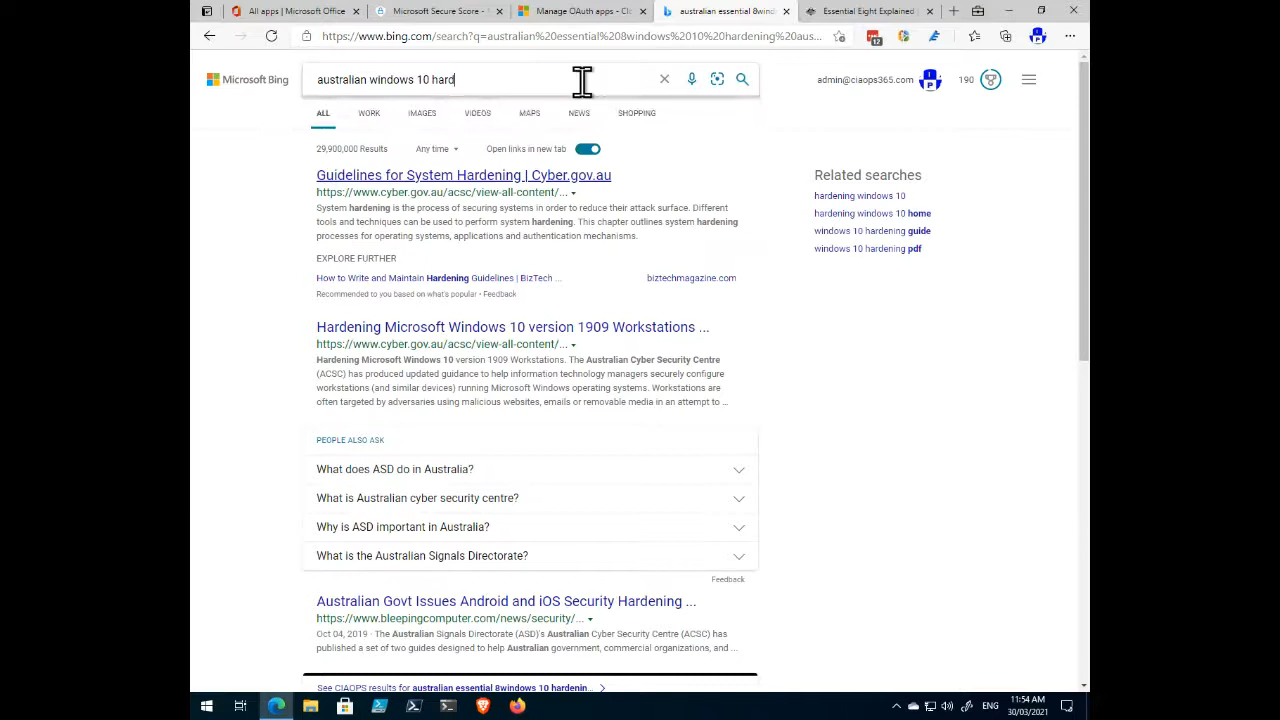 All apps | Microsoft Office
Microsoft Secure Score -
Manage OAuth apps - Cl
australian essential 8wind
Essential Eight Explained
https://www.bing.com/search?q=australian%20essential%208windows%2010%20hardening%20aus...
12
Microsoft Bing
australian windows 10 hard
admin@ciaops365.com
190
ALL WORK IMAGES VIDEOS MAPS NEWS SHOPPING
29,900,000 Results Any time Open links in new tab
Guidelines for System Hardening | Cyber.gov.au
https://www.cyber.gov.au/acsc/view-all-content/...
System hardening is the process of securing systems in order to reduce their attack surface. Different
tools and techniques can be used to perform system hardening. This chapter outlines system hardening
processes for operating systems, applications and authentication mechanisms.
EXPLORE FURTHER
How to Write and Maintain Hardening Guidelines | BizTech ... biztechmagazine.com
Recommended to you based on what's popular • Feedback
Hardening Microsoft Windows 10 version 1909 Workstations ...
https://www.cyber.gov.au/acsc/view-all-content/...
Hardening Microsoft Windows 10 version 1909 Workstations. The Australian Cyber Security Centre
(ACSC) has produced updated guidance to help information technology managers securely configure
workstations (and similar devices) running Microsoft Windows operating systems. Workstations are
often targeted by adversaries using malicious websites, emails or removable media in an attempt to ...
PEOPLE ALSO ASK
What does ASD do in Australia?
What is Australian cyber security centre?
Why is ASD important in Australia?
What is the Australian Signals Directorate?
Feedback
Australian Govt Issues Android and iOS Security Hardening ...
https://www.bleepingcomputer.com/news/security/...
Oct 04, 2019 · The Australian Signals Directorate (ASD)'s Australian Cyber Security Centre (ACSC) has
published a set of two guides designed to help Australian government, commercial organizations, and ...
See CIAOPS results for australian essential 8windows 10 hardenin...
Related searches
hardening windows 10
hardening windows 10 home
windows 10 hardening guide
windows 10 hardening pdf
ENG
11:54 AM
30/03/2021